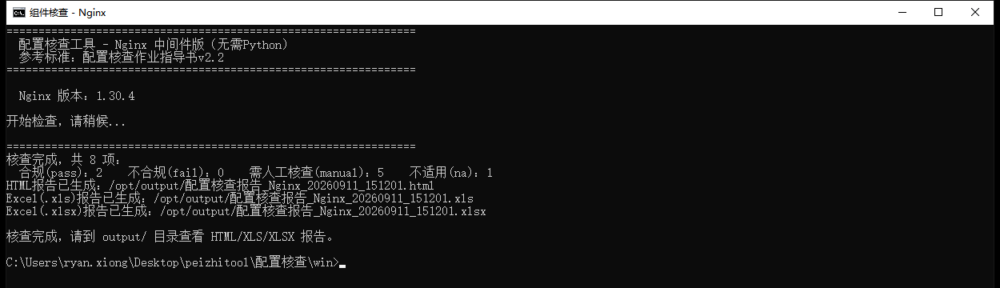 组件核查 - Nginx
================================================================
配置核查工具 - Nginx 中间件版（无需Python）
参考标准：配置核查作业指导书v2.2
================================================================
Nginx 版本：1.30.4
开始检查，请稍候...
================================================================
核查完成，共 8 项：
合规(pass)：2    不合规(fail)：0    需人工核查(manual)：5    不适用(na)：1
HTML报告已生成：/opt/output/配置核查报告_Nginx_20260911_151201.html
Excel(.xls)报告已生成：/opt/output/配置核查报告_Nginx_20260911_151201.xls
Excel(.xlsx)报告已生成：/opt/output/配置核查报告_Nginx_20260911_151201.xlsx
核查完成，请到 output/ 目录查看 HTML/XLS/XLSX 报告。
C:\Users\ryan.xiong\Desktop\peizhitool\配置核查\win>